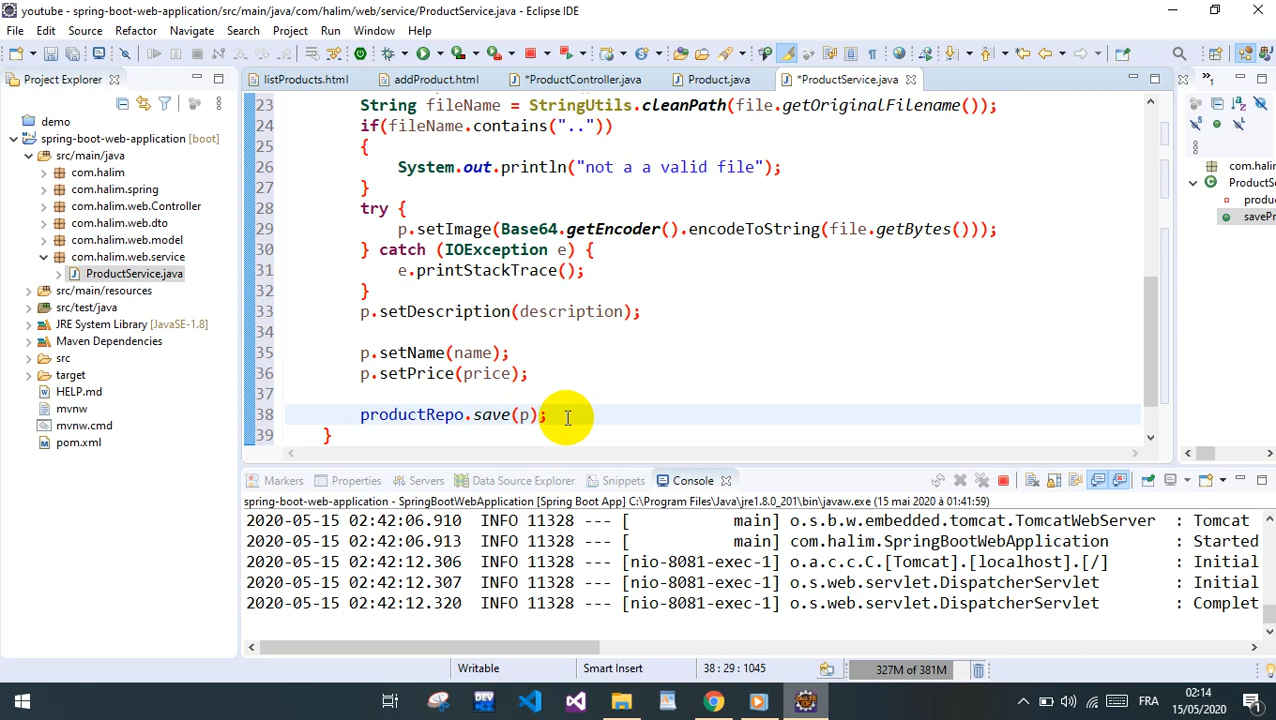 youtube - spring-boot-web-application/src/main/java/com/halim/web/service/ProductService.java - Eclipse IDE
File Edit Source Refactor Navigate Search Project Run Window Help
Project Explorer
listProducts.html
addProduct.html
*ProductController.java
Product.java
*ProductService.java
demo
spring-boot-web-application [boot]
src/main/java
com.halim
com.halim.spring
com.halim.web.Controller
com.halim.web.dto
com.halim.web.model
com.halim.web.service
ProductService.java
src/main/resources
src/test/java
JRE System Library [JavaSE-1.8]
Maven Dependencies
src
target
HELP.md
mvnw
mvnw.cmd
pom.xml
23 String fileName = StringUtils.cleanPath(file.getOriginalFilename());
24 if(fileName.contains(".."))
25 {
26 System.out.println("not a a valid file");
27 }
28 try {
29 p.setImage(Base64.getEncoder().encodeToString(file.getBytes()));
30 } catch (IOException e) {
31 e.printStackTrace();
32 }
33 p.setDescription(description);
34
35 p.setName(name);
36 p.setPrice(price);
37
38 productRepo.save(p);
39 }
com.halin
ProductSe
produc
savePr
Markers Properties Servers Data Source Explorer Snippets Console
spring-boot-web-application - SpringBootWebApplication [Spring Boot App] C:\Program Files\Java\jre1.8.0_201\bin\javaw.exe (15 mai 2020 à 01:41:59)
2020-05-15 02:42:06.910 INFO 11328 --- [ main] o.s.b.w.embedded.tomcat.TomcatWebServer : Tomcat
2020-05-15 02:42:06.913 INFO 11328 --- [ main] com.halim.SpringBootWebApplication : Started
2020-05-15 02:42:12.306 INFO 11328 --- [nio-8081-exec-1] o.a.c.c.C.[Tomcat].[localhost].[/] : Initial
2020-05-15 02:42:12.307 INFO 11328 --- [nio-8081-exec-1] o.s.web.servlet.DispatcherServlet : Initial
2020-05-15 02:42:12.320 INFO 11328 --- [nio-8081-exec-1] o.s.web.servlet.DispatcherServlet : Complet
Writable Smart Insert 38 : 29 : 1045 327M of 381M
FRA
02:14
15/05/2020